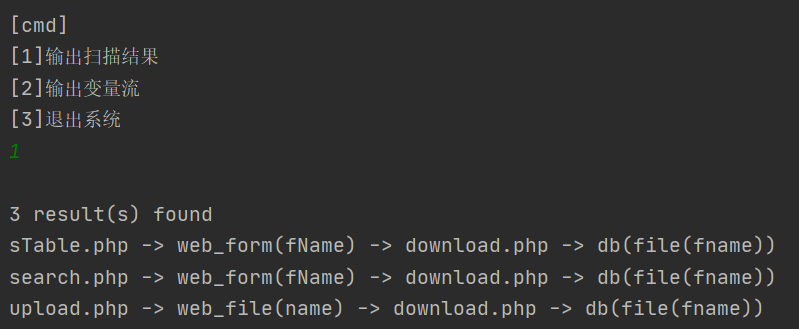 [cmd]
[1]输出扫描结果
[2]输出变量流
[3]退出系统
1
3 result(s) found
sTable.php -> web_form(fName) -> download.php -> db(file(fname))
search.php -> web_form(fName) -> download.php -> db(file(fname))
upload.php -> web_file(name) -> download.php -> db(file(fname))